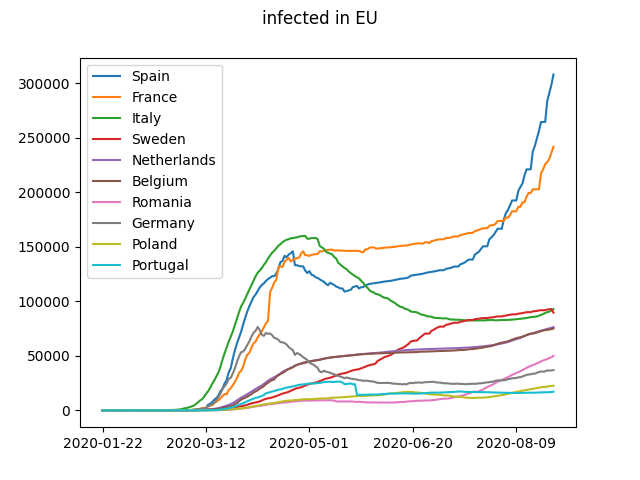 infected in EU
Spain
France
Italy
Sweden
Netherlands
Belgium
Romania
Germany
Poland
Portugal
300000
250000
200000
150000
100000
50000
0
2020-01-22 2020-03-12 2020-05-01 2020-06-20 2020-08-09